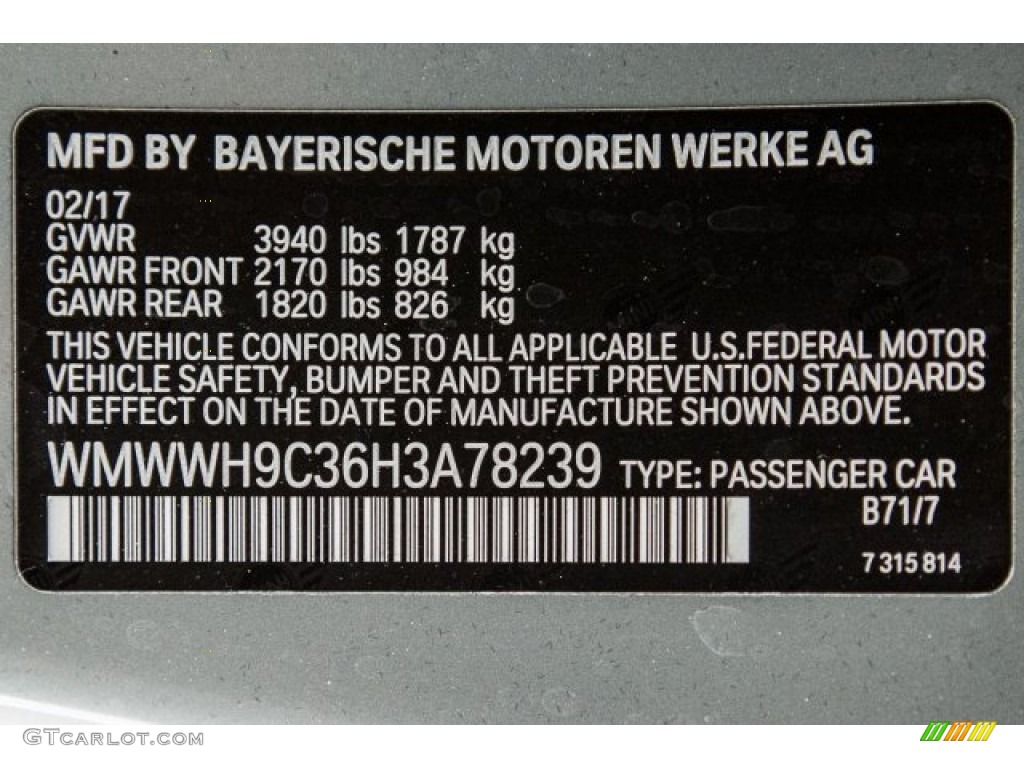 MFD BY BAYERISCHE MOTOREN WERKE AG
02/17
GVWR 3940 lbs 1787 kg
GAWR FRONT 2170 lbs 984 kg
GAWR REAR 1820 lbs 826 kg
THIS VEHICLE CONFORMS TO ALL APPLICABLE U.S.FEDERAL MOTOR
VEHICLE SAFETY, BUMPER AND THEFT PREVENTION STANDARDS
IN EFFECT ON THE DATE OF MANUFACTURE SHOWN ABOVE.
WMWWH9C36H3A78239 TYPE: PASSENGER CAR
B71/7
7 315 814
GTCarlot.com